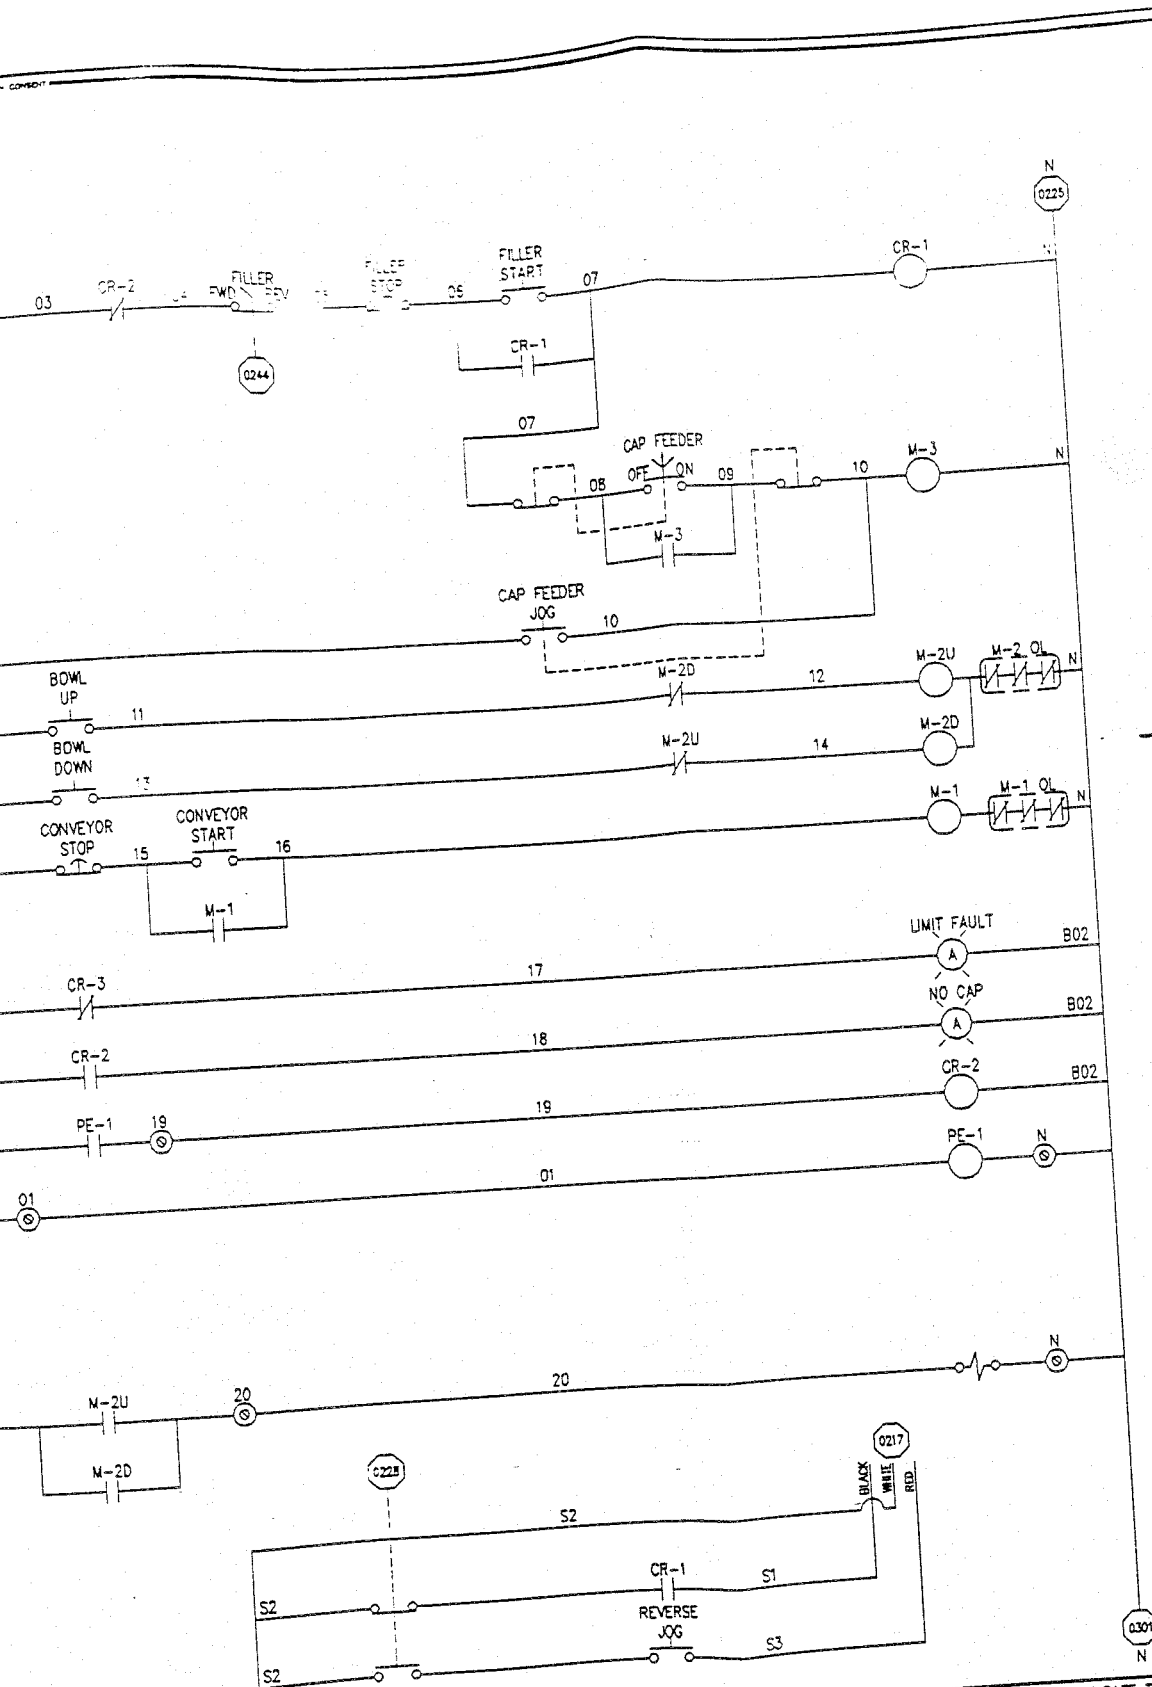 CONSENT
N
0225
03
CR-2
FILLER
FWD
FILLER
STOP
06
FILLER
START
07
CR-1
N
CR-1
0244
07
CAP FEEDER
08
OFF
ON
09
10
M-3
N
M-3
CAP FEEDER
JOG
10
BOWL
UP
11
M-2D
12
M-2U
M-2 OL
N
BOWL
DOWN
13
M-2U
14
M-2D
CONVEYOR
STOP
15
CONVEYOR
START
16
M-1
M-1 OL
N
M-1
CR-3
17
LIMIT FAULT
A
B02
CR-2
18
NO CAP
A
B02
PE-1
19
19
CR-2
B02
01
01
PE-1
N
M-2U
20
20
N
M-2D
0225
0217
BLACK
WHITE
RED
S2
S2
CR-1
S1
S2
REVERSE
JOG
S3
0301
N